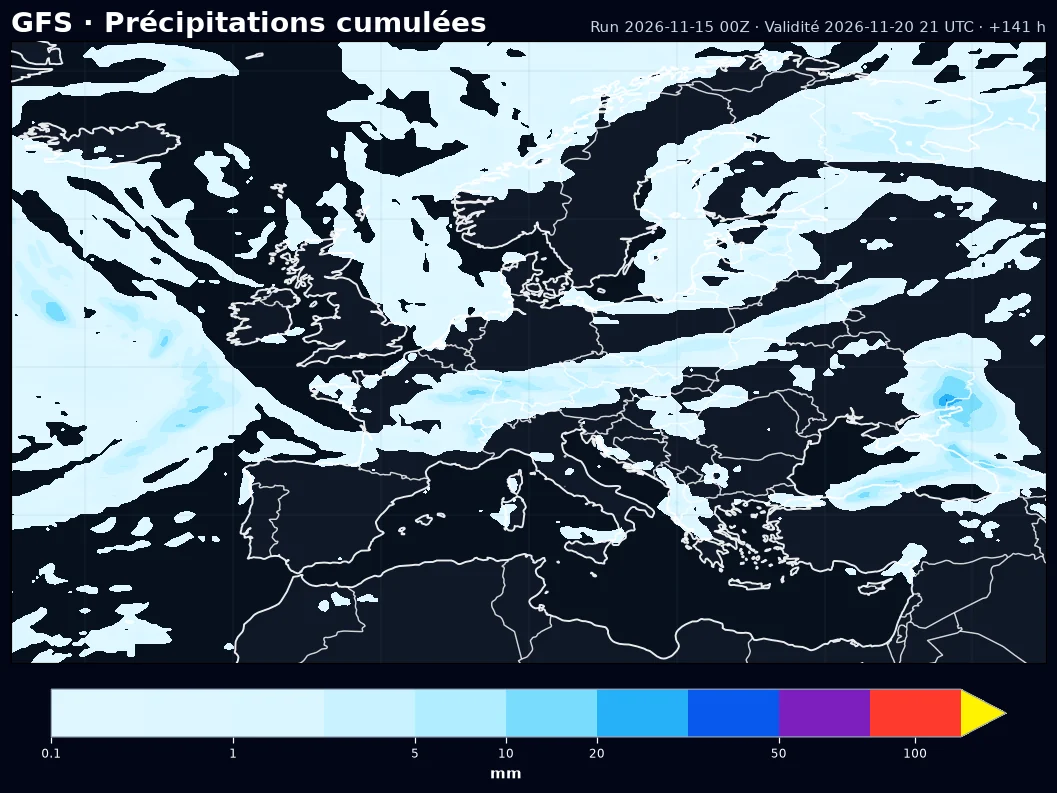 GFS · Précipitations cumulées
Run 2026-11-15 00Z · Validité 2026-11-20 21 UTC · +141 h
0.1 1 5 10 20 50 100
mm